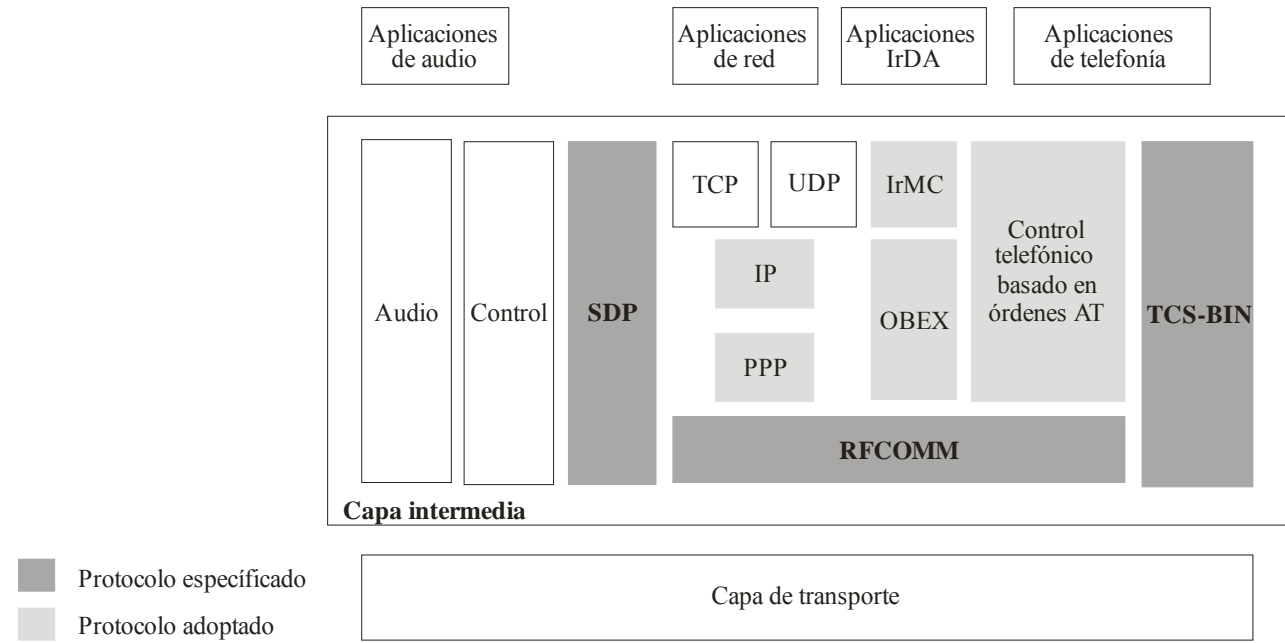 Aplicaciones
de audio
Aplicaciones
de red
Aplicaciones
IrDA
Aplicaciones
de telefonía
Audio
Control
SDP
TCP
UDP
IP
PPP
IrMC
OBEX
Control
telefónico
basado en
órdenes AT
TCS-BIN
RFCOMM
Capa intermedia
Protocolo específicado
Protocolo adoptado
Capa de transporte